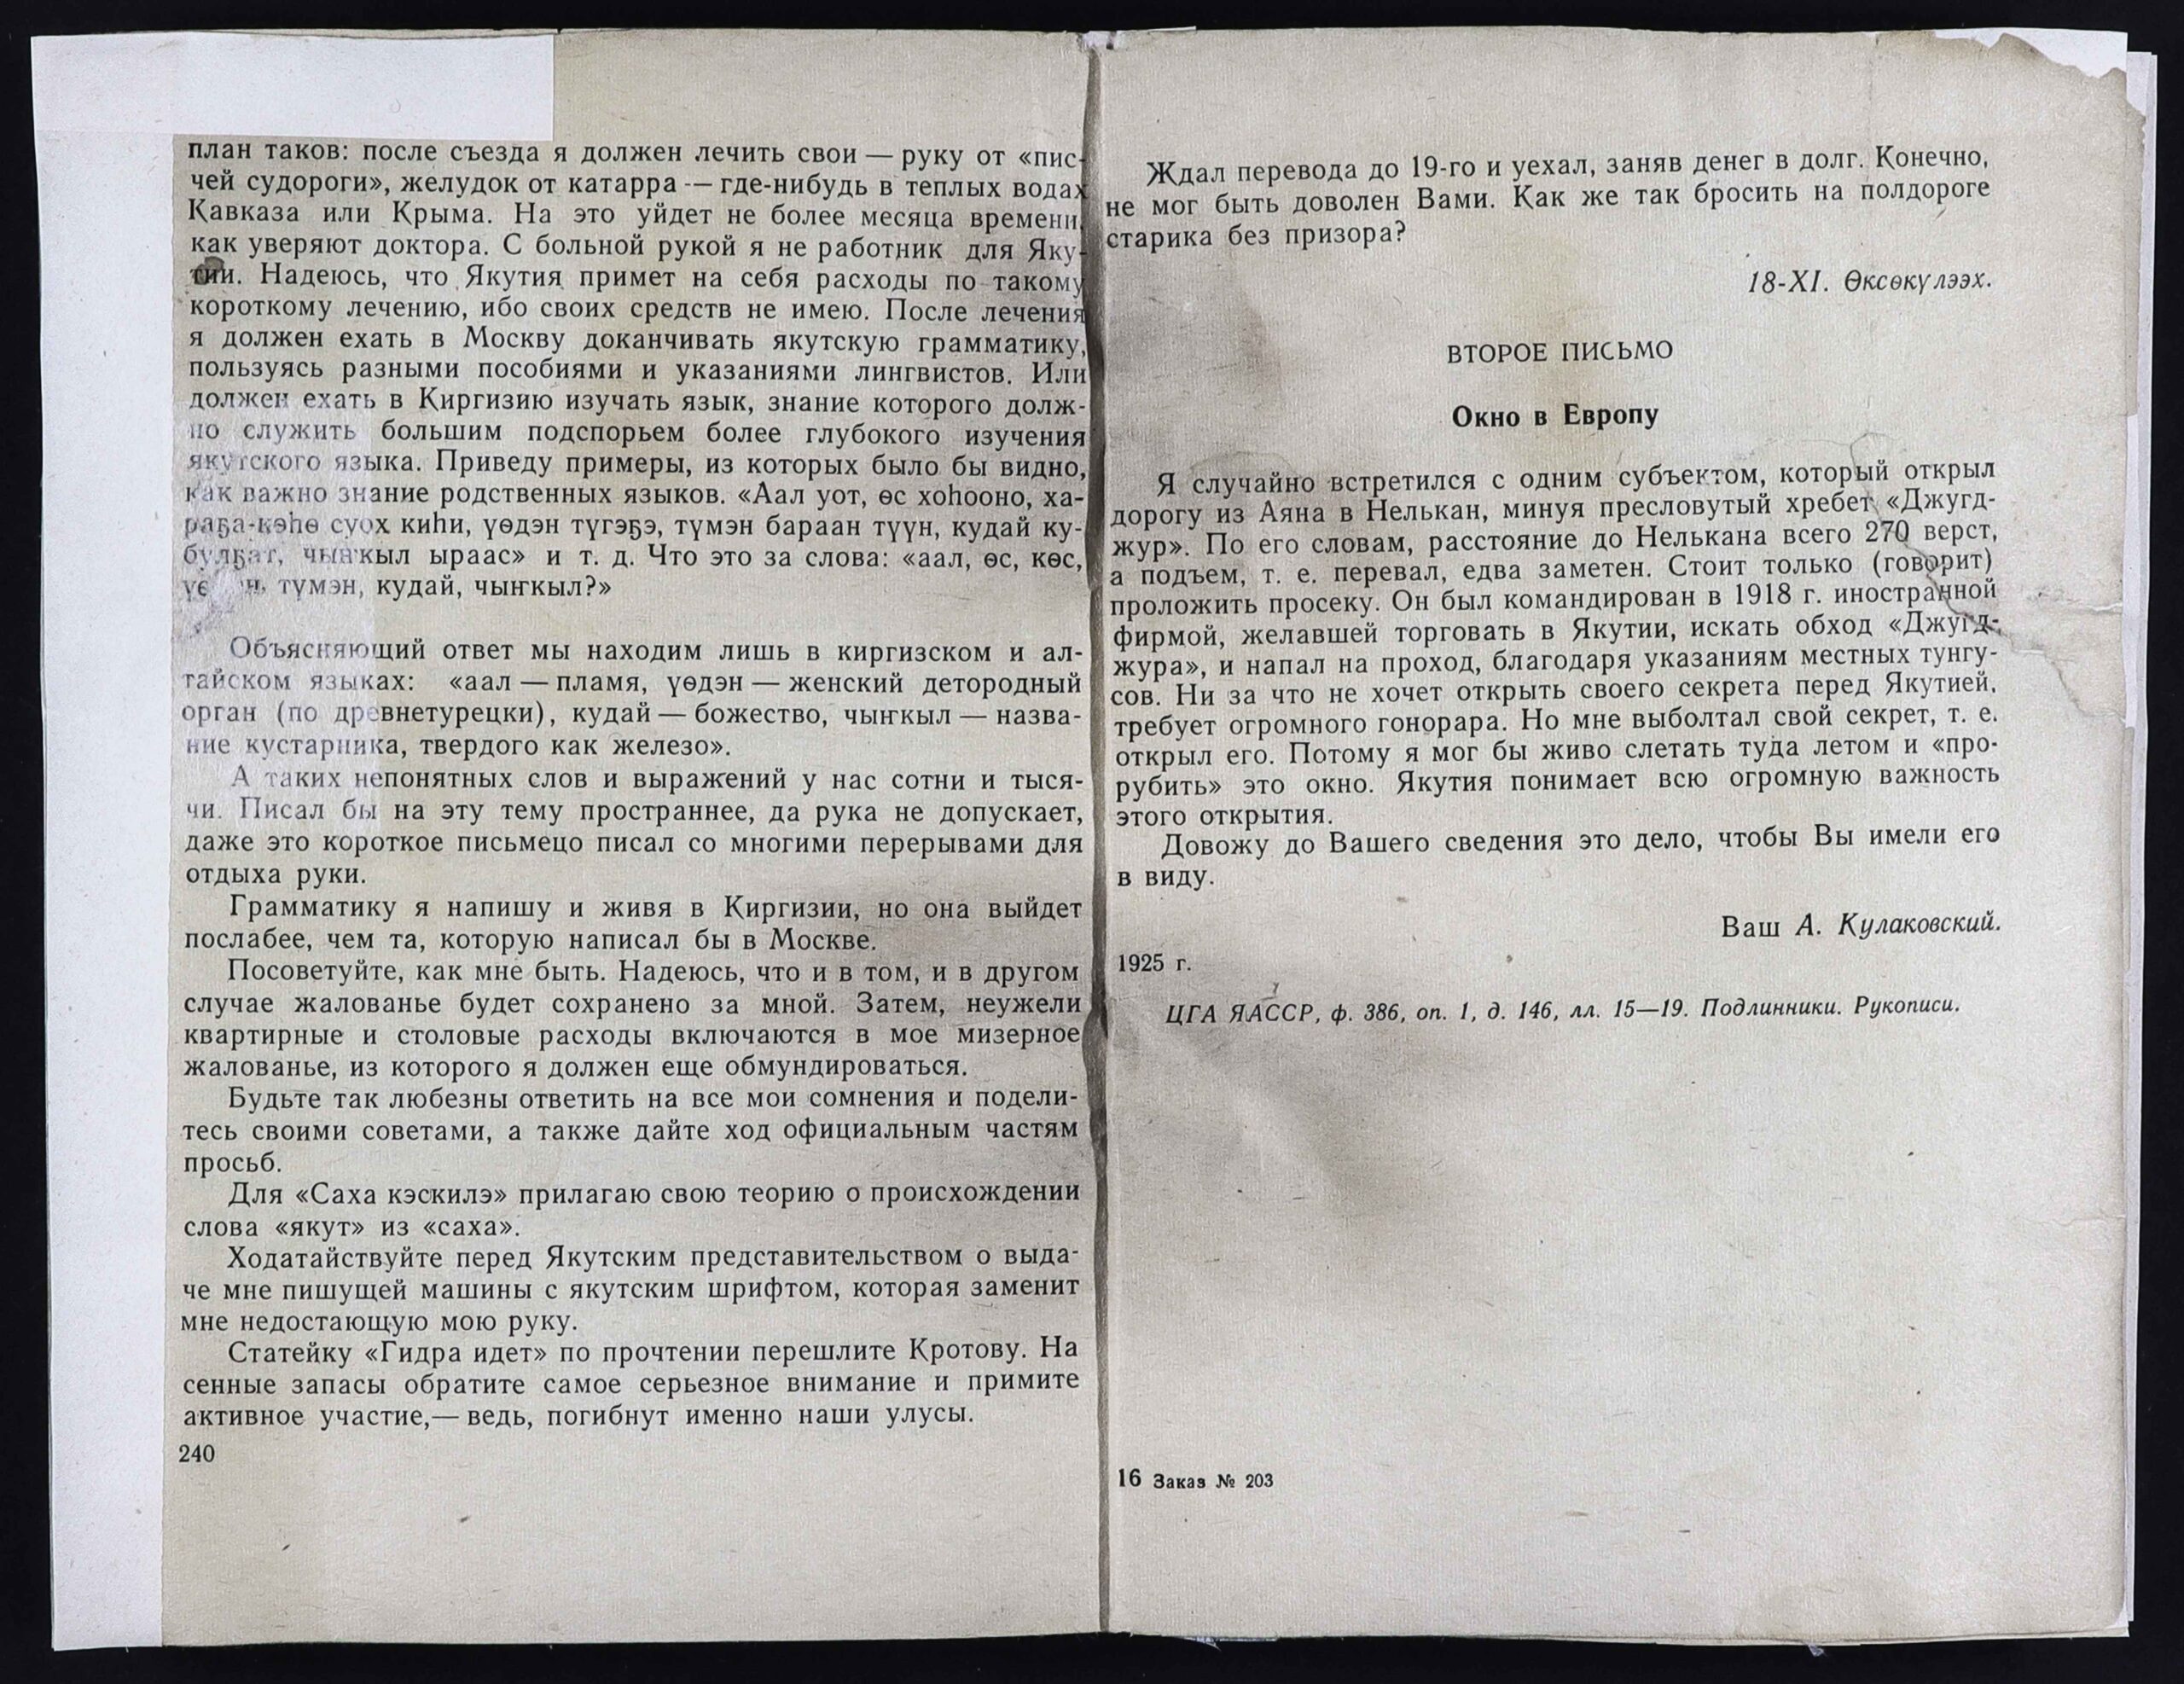 план таков: после съезда я должен лечить свои — руку от «пис-
чей судороги», желудок от катарра — где-нибудь в теплых водах
Кавказа или Крыма. На это уйдет не более месяца времени,
как уверяют доктора. С больной рукой я не работник для Яку-
тии. Надеюсь, что Якутия примет на себя расходы по такому
короткому лечению, ибо своих средств не имею. После лечения
я должен ехать в Москву доканчивать якутскую грамматику,
пользуясь разными пособиями и указаниями лингвистов. Или
должен ехать в Киргизию изучать язык, знание которого долж-
но служить большим подспорьем более глубокого изучения
якутского языка. Приведу примеры, из которых было бы видно,
как важно знание родственных языков. «Аал уот, өс хоһооно, ха-
раҕа-көһө суох киһи, үөдэн түгэҕэ, түмэн бараан түүн, кудай ку-
булҕат, чыҥкыл ыраас» и т. д. Что это за слова: «аал, өс, көс,
түмэн, кудай, чыҥкыл?»
Объясняющий ответ мы находим лишь в киргизском и ал-
тайском языках: «аал — пламя, үөдэн — женский детородный
орган (по древнетурецки), кудай — божество, чыҥкыл — назва-
ние кустарника, твердого как железо».
А таких непонятных слов и выражений у нас сотни и тыся-
чи. Писал бы на эту тему пространнее, да рука не допускает,
даже это короткое письмецо писал со многими перерывами для
отдыха руки.
Грамматику я напишу и живя в Киргизии, но она выйдет
послабее, чем та, которую написал бы в Москве.
Посоветуйте, как мне быть. Надеюсь, что и в том, и в другом
случае жалованье будет сохранено за мной. Затем, неужели
квартирные и столовые расходы включаются в мое мизерное
жалованье, из которого я должен еще обмундироваться.
Будьте так любезны ответить на все мои сомнения и подели-
тесь своими советами, а также дайте ход официальным частям
просьб.
Для «Саха кэскилэ» прилагаю свою теорию о происхождении
слова «якут» из «саха».
Ходатайствуйте перед Якутским представительством о выда-
че мне пишущей машины с якутским шрифтом, которая заменит
мне недостающую мою руку.
Статейку «Гидра идет» по прочтении перешлите Кротову. На
сенные запасы обратите самое серьезное внимание и примите
активное участие,— ведь, погибнут именно наши улусы.
240
Ждал перевода до 19-го и уехал, заняв денег в долг. Конечно,
не мог быть доволен Вами. Как же так бросить на полдороге
старика без призора?
18-XI. Өксөкүлээх.
ВТОРОЕ ПИСЬМО
Окно в Европу
Я случайно встретился с одним субъектом, который открыл
дорогу из Аяна в Нелькан, минуя пресловутый хребет «Джугд-
жур». По его словам, расстояние до Нелькана всего 270 верст,
а подъем, т. е. перевал, едва заметен. Стоит только (говорит)
проложить просеку. Он был командирован в 1918 г. иностранной
фирмой, желавшей торговать в Якутии, искать обход «Джугд-
жура», и напал на проход, благодаря указаниям местных тунгу-
сов. Ни за что не хочет открыть своего секрета перед Якутией,
требует огромного гонорара. Но мне выболтал свой секрет, т. е.
открыл его. Потому я мог бы живо слетать туда летом и «про-
рубить» это окно. Якутия понимает всю огромную важность
этого открытия.
Довожу до Вашего сведения это дело, чтобы Вы имели его
в виду.
Ваш А. Кулаковский.
1925 г.
ЦГА ЯАССР, ф. 386, оп. 1, д. 146, лл. 15—19. Подлинники. Рукописи.
16 Заказ № 203